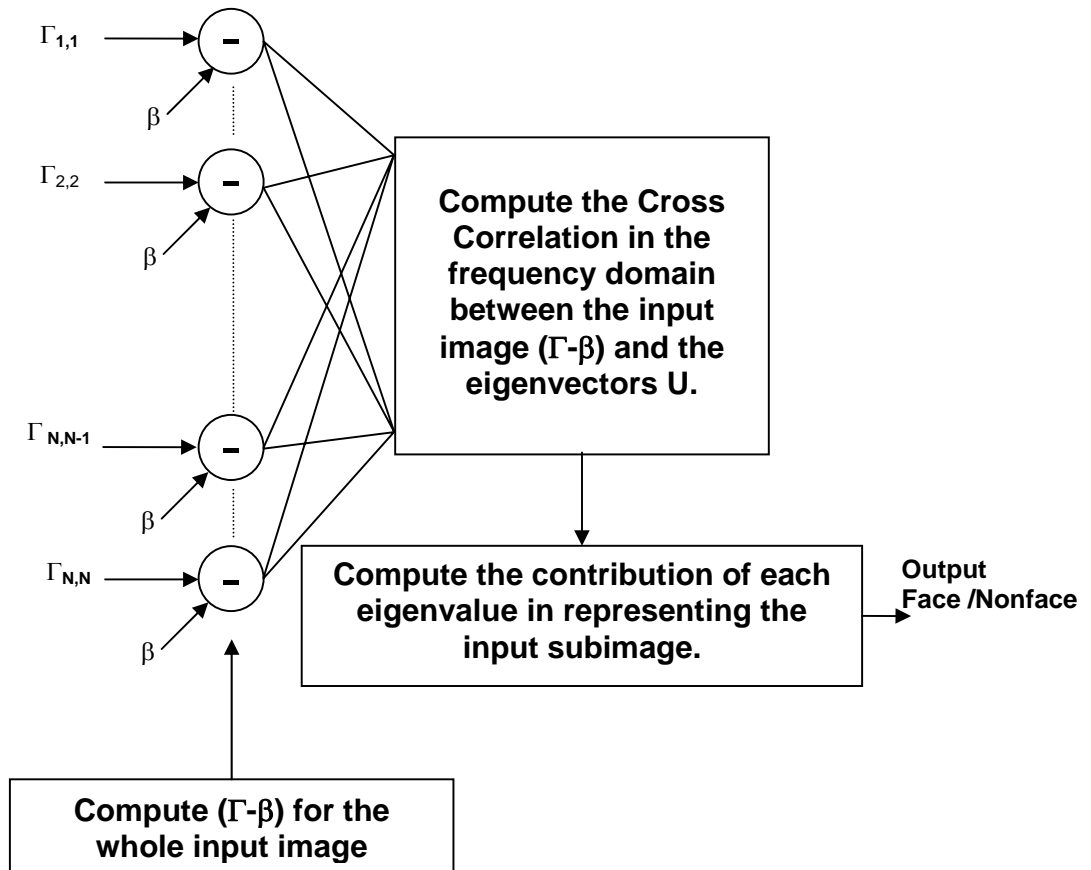 Γ1,1
-
β
Γ2,2
-
β
Compute the Cross
Correlation in the
frequency domain
between the input
image (Γ-β) and the
eigenvectors U.
Γ N,N-1
-
β
ΓN,N
-
β
Compute the contribution of each
eigenvalue in representing the
input subimage.
Output
Face /Nonface
Compute (Γ-β) for the
whole input image